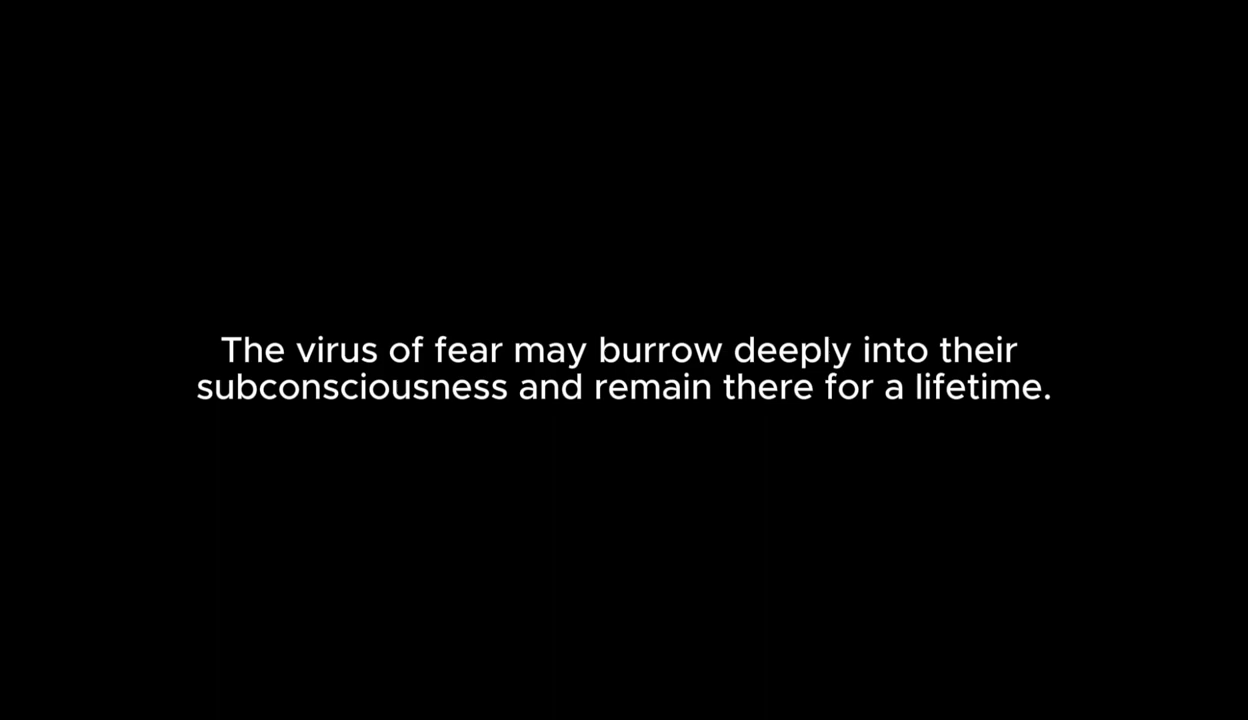 The virus of fear may burrow deeply into their
subconsciousness and remain there for a lifetime.